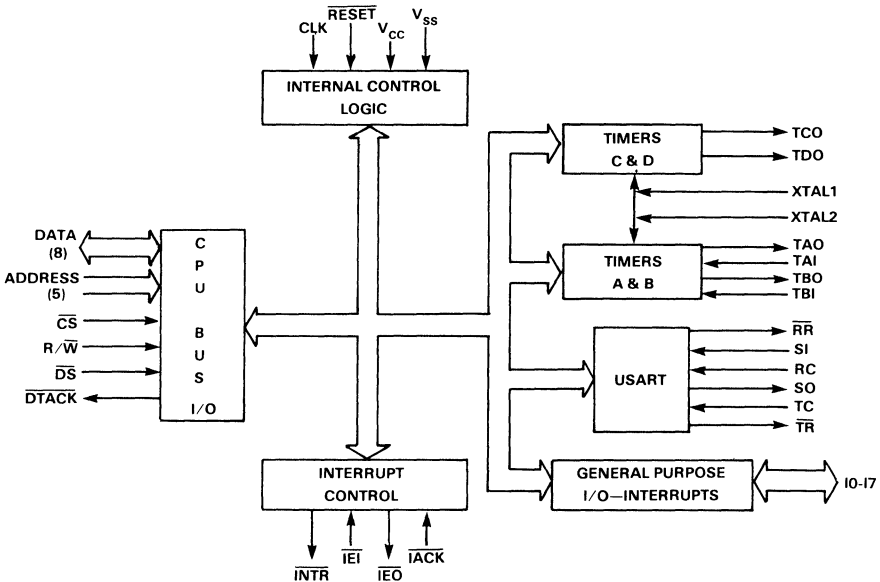 CLK
RESET
VCC
VSS
INTERNAL CONTROL
LOGIC
TIMERS
C & D
TCO
TDO
XTAL1
XTAL2
TIMERS
A & B
TAO
TAI
TBO
TBI
DATA
(8)
ADDRESS
(5)
CS
R/W
DS
DTACK
CPU
BUS
I/O
USART
RR
SI
RC
SO
TC
TR
INTERRUPT
CONTROL
GENERAL PURPOSE
I/O—INTERRUPTS
I0-I7
INTR
IEI
IEO
IACK